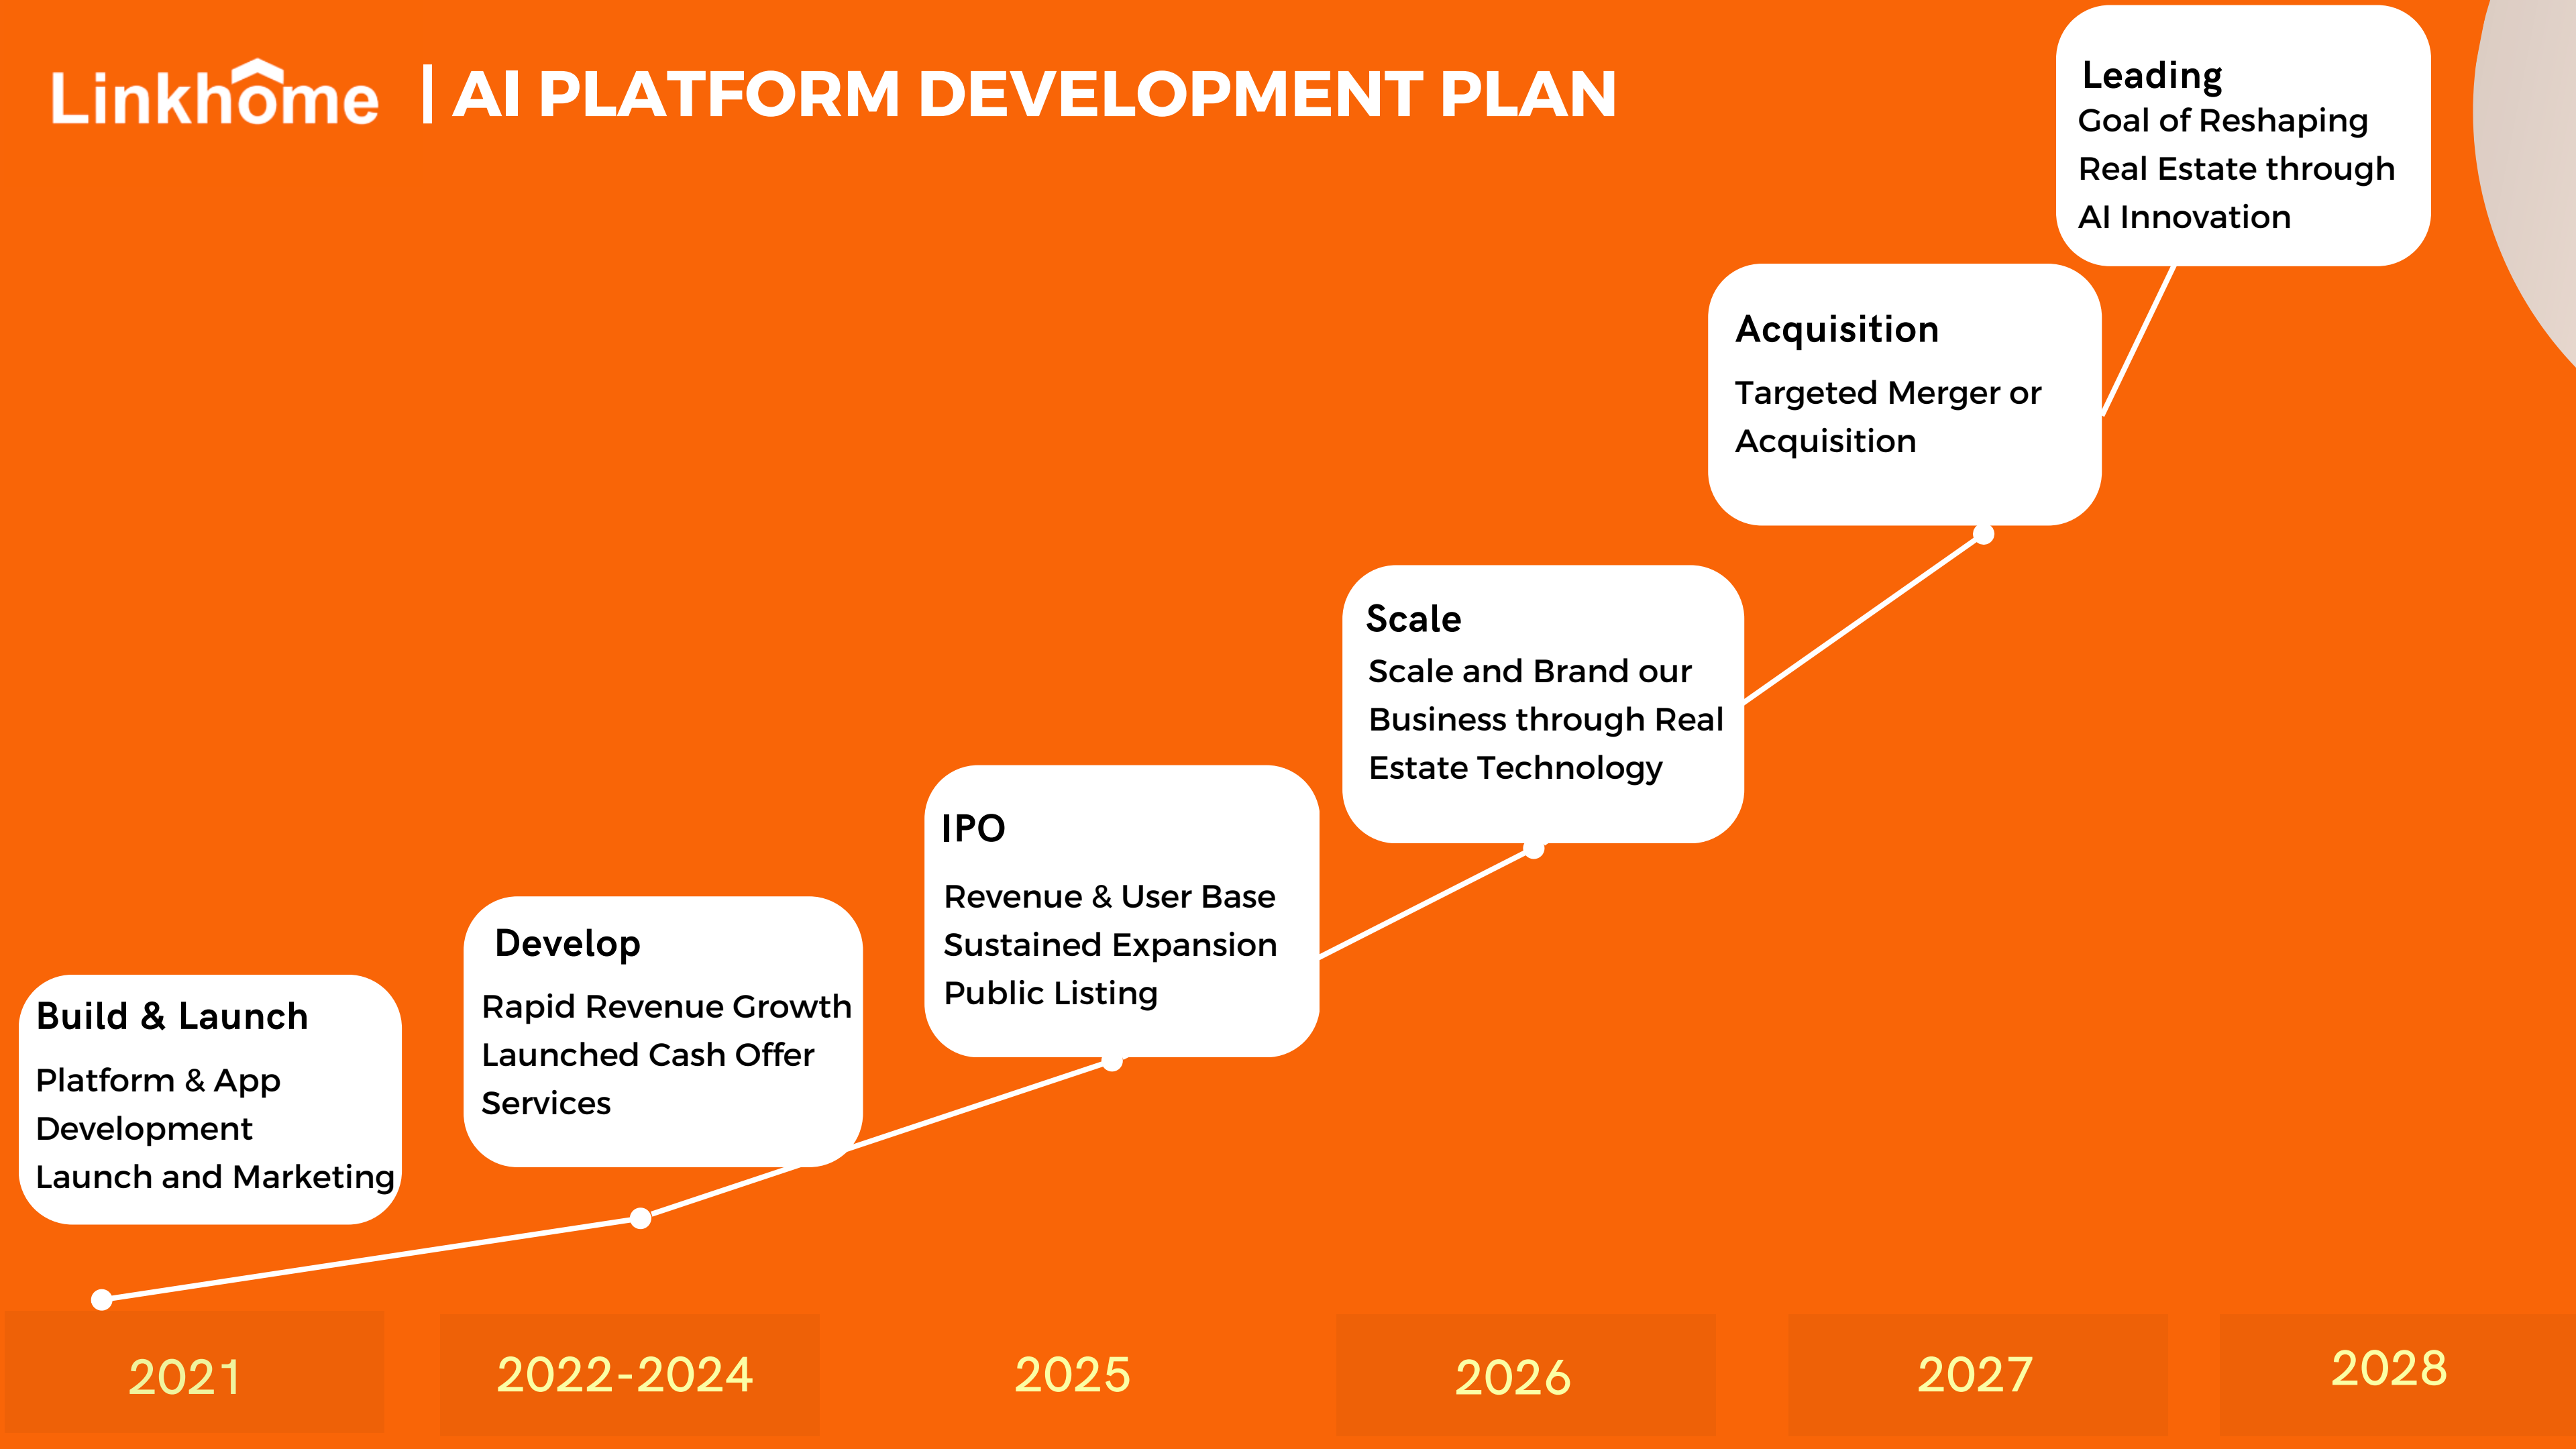 Linkhome | AI PLATFORM DEVELOPMENT PLAN
Leading
Goal of Reshaping
Real Estate through
AI Innovation
Acquisition
Targeted Merger or
Acquisition
Scale
Scale and Brand our
Business through Real
Estate Technology
IPO
Revenue & User Base
Sustained Expansion
Public Listing
Develop
Rapid Revenue Growth
Launched Cash Offer
Services
Build & Launch
Platform & App
Development
Launch and Marketing
2021
2022-2024
2025
2026
2027
2028